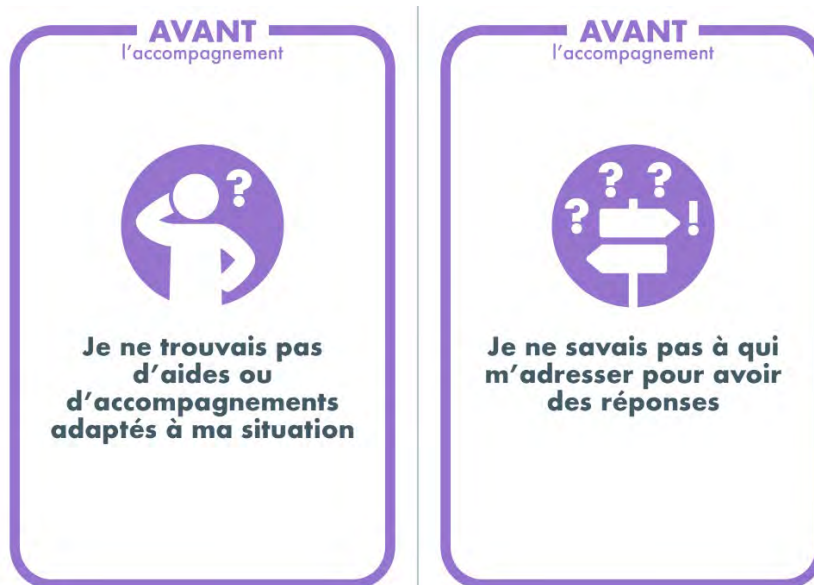 AVANT
l'accompagnement
?
Je ne trouvais pas
d'aides ou
d'accompagnements
adaptés à ma situation
AVANT
l'accompagnement
? ? ? !
Je ne savais pas à qui
m'adresser pour avoir
des réponses